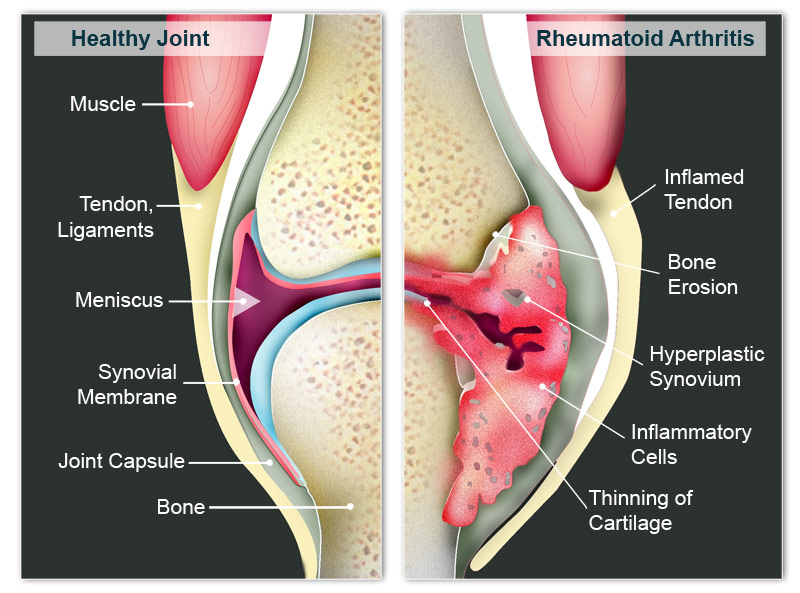 Healthy Joint
Muscle
Tendon,
Ligaments
Meniscus
Synovial
Membrane
Joint Capsule
Bone
Rheumatoid Arthritis
Inflamed
Tendon
Bone
Erosion
Hyperplastic
Synovium
Inflammatory
Cells
Thinning of
Cartilage